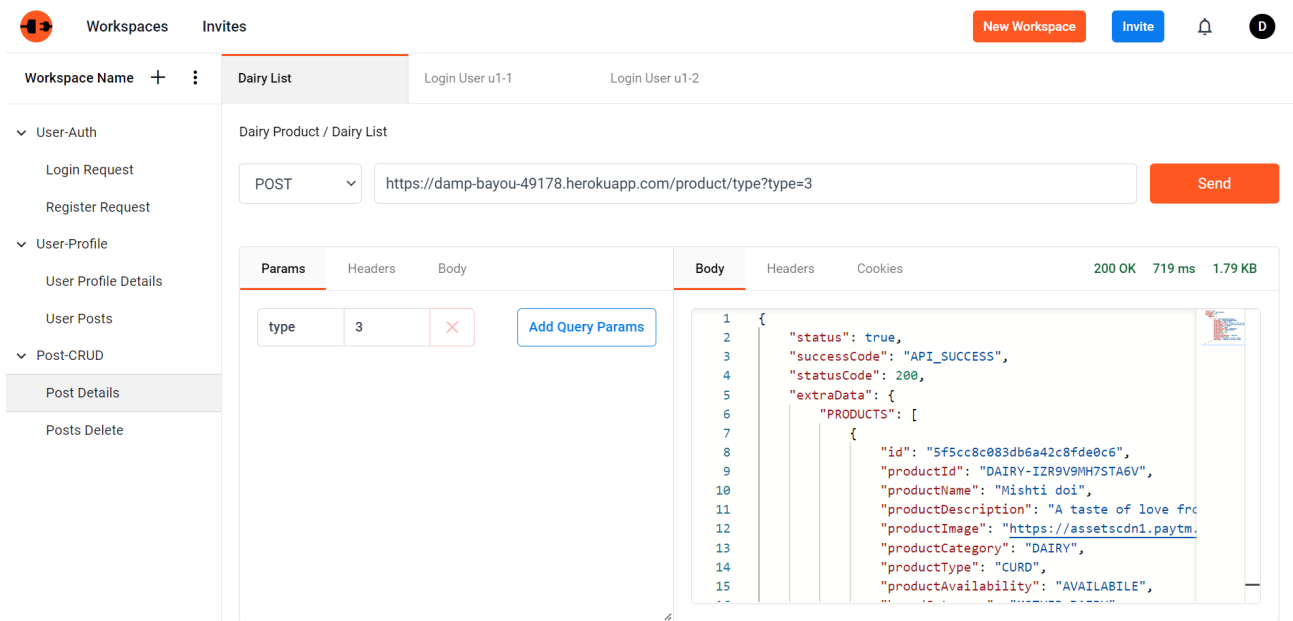 Workspaces Invites New Workspace Invite D
Workspace Name Dairy List Login User u1-1 Login User u1-2
User-Auth
Login Request
Register Request
User-Profile
User Profile Details
User Posts
Post-CRUD
Post Details
Posts Delete
Dairy Product / Dairy List
POST https://damp-bayou-49178.herokuapp.com/product/type?type=3 Send
Params Headers Body
type 3 Add Query Params
Body Headers Cookies 200 OK 719 ms 1.79 KB
1 {
2 "status": true,
3 "successCode": "API_SUCCESS",
4 "statusCode": 200,
5 "extraData": {
6 "PRODUCTS": [
7 {
8 "id": "5f5cc8c083db6a42c8fde0c6",
9 "productId": "DAIRY-IZR9V9MH7STA6V",
10 "productName": "Mishti doi",
11 "productDescription": "A taste of love fro
12 "productImage": "https://assetscdn1.paytm.
13 "productCategory": "DAIRY",
14 "productType": "CURD",
15 "productAvailability": "AVAILABILE",